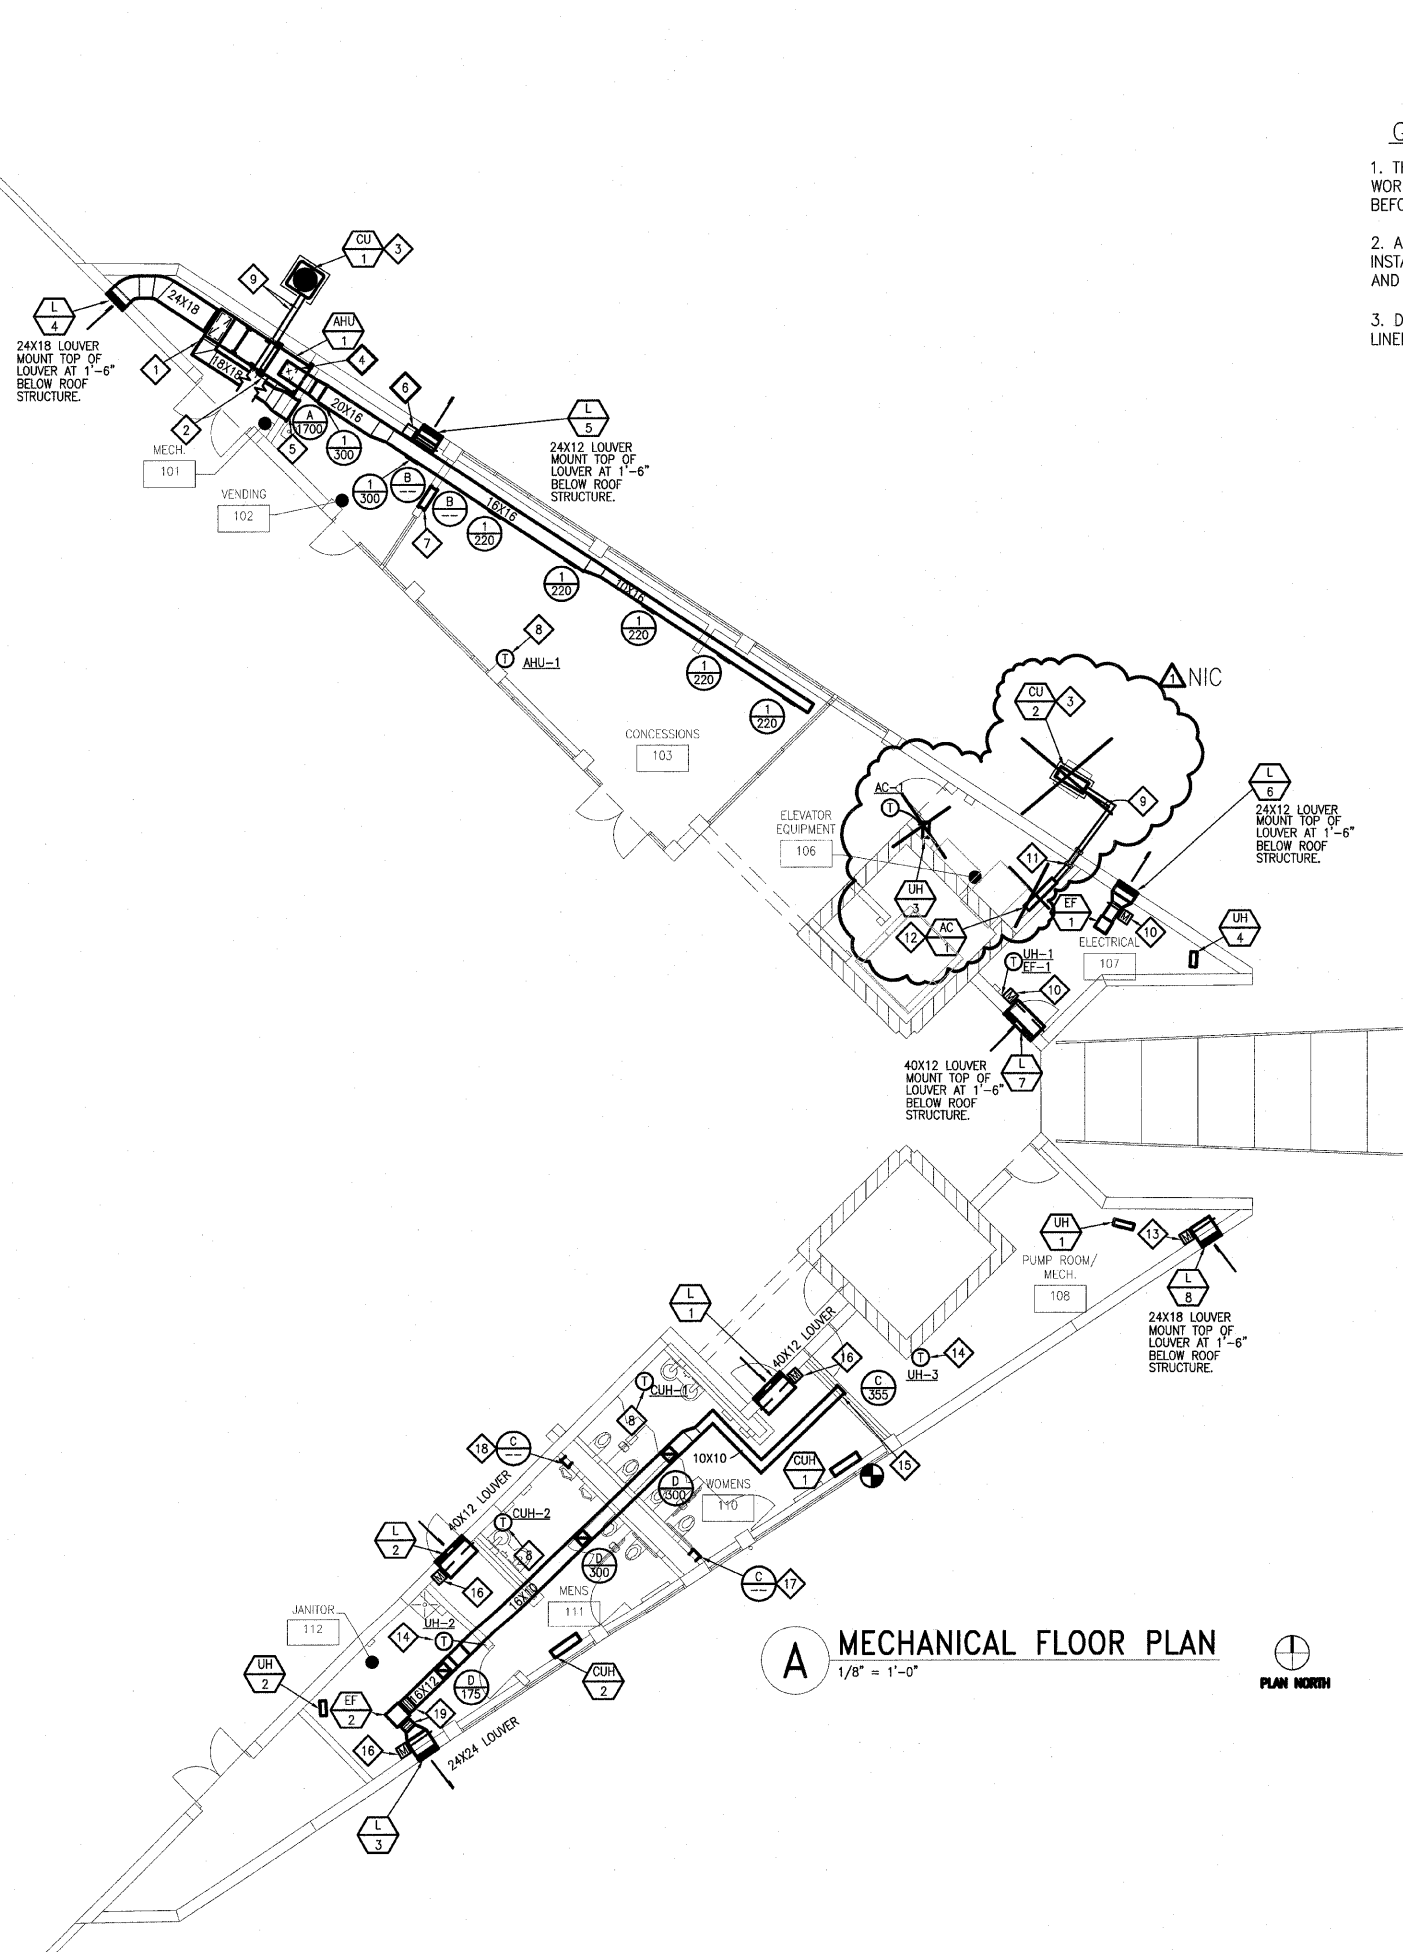 G
1. TH
WOR
BEFO
2. A
INSTA
AND
3. D
LINE
CU
1
3
9
L
4
24X18
AHU
1
4
24X18 LOUVER
MOUNT TOP OF
LOUVER AT 1'-6"
BELOW ROOF
STRUCTURE.
1
18X18
6
20X16
L
5
A
1700
2
1
300
5
24X12 LOUVER
MOUNT TOP OF
LOUVER AT 1'-6"
BELOW ROOF
STRUCTURE.
MECH.
101
1
300
B
--
B
--
16X16
VENDING
102
7
1
220
1
220
10X16
1
220
8
T
AHU-1
1
220
1
220
1
NIC
CU
2
3
CONCESSIONS
103
L
6
AC-1
T
9
24X12 LOUVER
MOUNT TOP OF
LOUVER AT 1'-6"
BELOW ROOF
STRUCTURE.
ELEVATOR
EQUIPMENT
106
11
UH
3
EF
1
M
10
UH
4
12
AC
1
ELECTRICAL
107
T
UH-1
EF-1
M
10
40X12 LOUVER
MOUNT TOP OF
LOUVER AT 1'-6"
BELOW ROOF
STRUCTURE.
L
7
UH
1
13
M
PUMP ROOM/
MECH.
108
L
8
24X18 LOUVER
MOUNT TOP OF
LOUVER AT 1'-6"
BELOW ROOF
STRUCTURE.
L
1
40X12 LOUVER
16
M
T
14
UH-3
C
355
T
CUH-1
8
18
C
--
10X10
CUH
1
15
D
300
WOMENS
110
40X12 LOUVER
L
2
T
CUH-2
8
D
300
M
16
C
--
17
16X10
MENS
111
JANITOR
112
UH-2
14
T
UH
2
CUH
2
16X12
D
175
EF
2
19
16
M
24X24 LOUVER
L
3
A
MECHANICAL FLOOR PLAN
1/8" = 1'-0"
PLAN NORTH